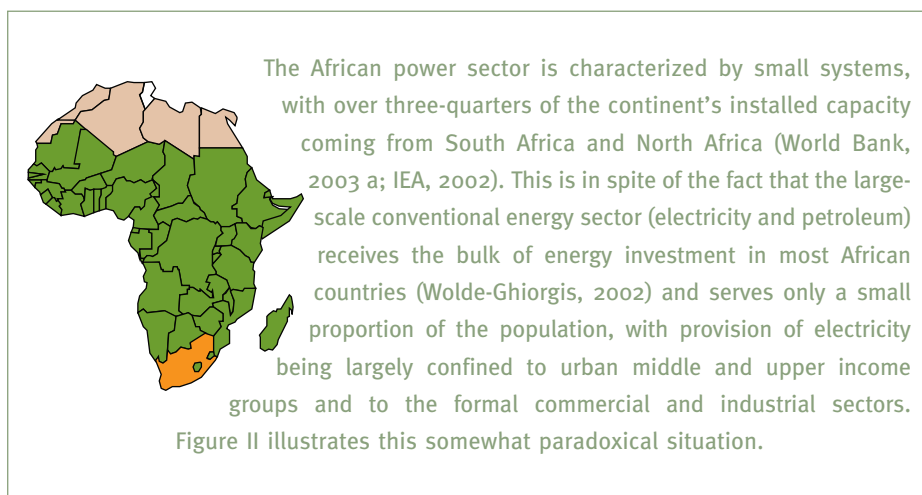 The African power sector is characterized by small systems,
with over three-quarters of the continent's installed capacity
coming from South Africa and North Africa (World Bank,
2003 a; IEA, 2002). This is in spite of the fact that the large-
scale conventional energy sector (electricity and petroleum)
receives the bulk of energy investment in most African
countries (Wolde-Ghiorgis, 2002) and serves only a small
proportion of the population, with provision of electricity
being largely confined to urban middle and upper income
groups and to the formal commercial and industrial sectors.
Figure II illustrates this somewhat paradoxical situation.